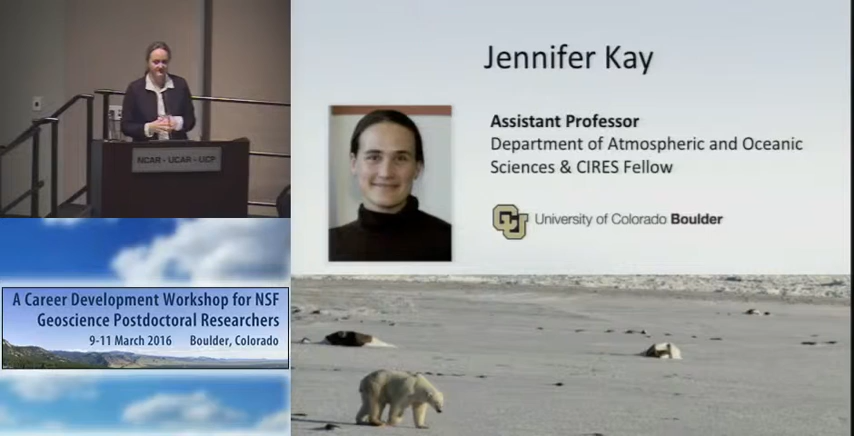 NCAR - UCAR - UCP
A Career Development Workshop for NSF
Geoscience Postdoctoral Researchers
9-11 March 2016 Boulder, Colorado
Jennifer Kay
Assistant Professor
Department of Atmospheric and Oceanic
Sciences & CIRES Fellow
CU University of Colorado Boulder